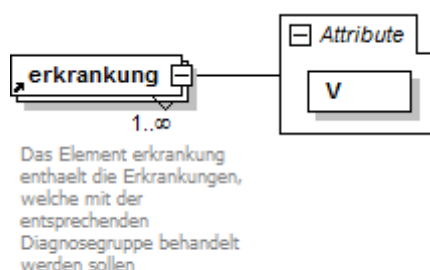 Attribute
erkrankung
V
1..∞
Das Element erkrankung
enthaelt die Erkrankungen,
welche mit der
entsprechenden
Diagnosegruppe behandelt
werden sollen